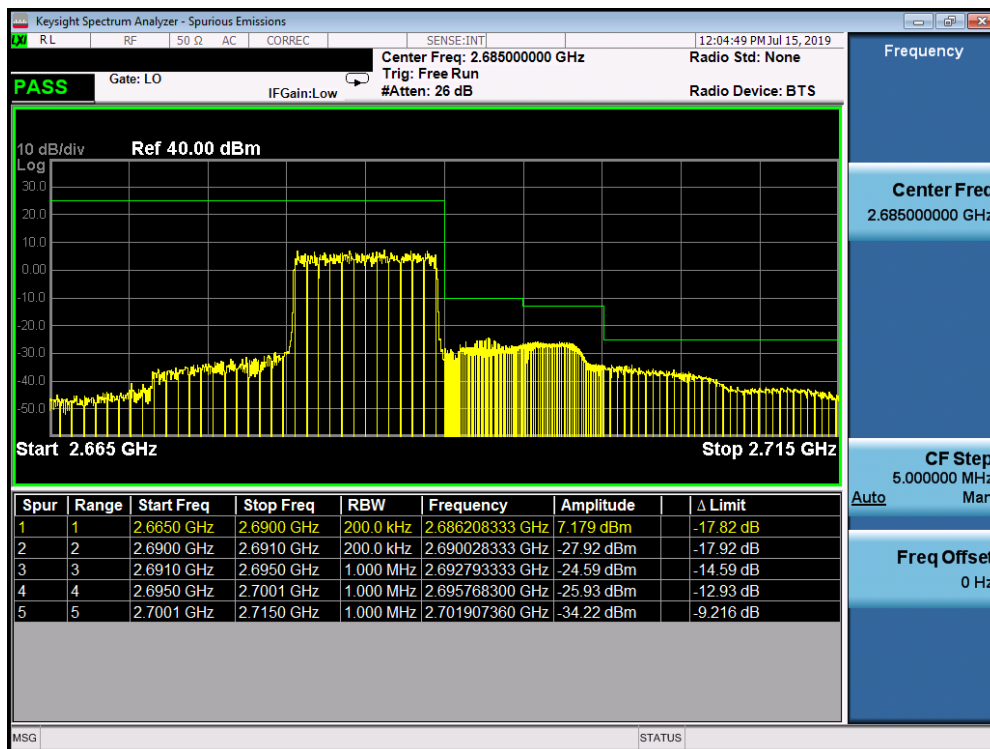 Keysight Spectrum Analyzer - Spurious Emissions
LXI RL RF 50 Ω AC CORREC SENSE:INT 12:04:49 PM Jul 15, 2019
PASS Gate: LO IFGain:Low
Center Freq: 2.685000000 GHz Radio Std: None
Trig: Free Run
#Atten: 26 dB Radio Device: BTS
10 dB/div Ref 40.00 dBm
Log
30.0
20.0
10.0
0.00
-10.0
-20.0
-30.0
-40.0
-50.0
Start 2.665 GHz Stop 2.715 GHz
Spur Range Start Freq Stop Freq RBW Frequency Amplitude Δ Limit
1 1 2.6650 GHz 2.6900 GHz 200.0 kHz 2.686208333 GHz 7.179 dBm -17.82 dB
2 2 2.6900 GHz 2.6910 GHz 200.0 kHz 2.690028333 GHz -27.92 dBm -17.92 dB
3 3 2.6910 GHz 2.6950 GHz 1.000 MHz 2.692793333 GHz -24.59 dBm -14.59 dB
4 4 2.6950 GHz 2.7001 GHz 1.000 MHz 2.695768300 GHz -25.93 dBm -12.93 dB
5 5 2.7001 GHz 2.7150 GHz 1.000 MHz 2.701907360 GHz -34.22 dBm -9.216 dB
MSG STATUS
Frequency
Center Freq
2.685000000 GHz
CF Step
5.000000 MHz
Auto Man
Freq Offset
0 Hz